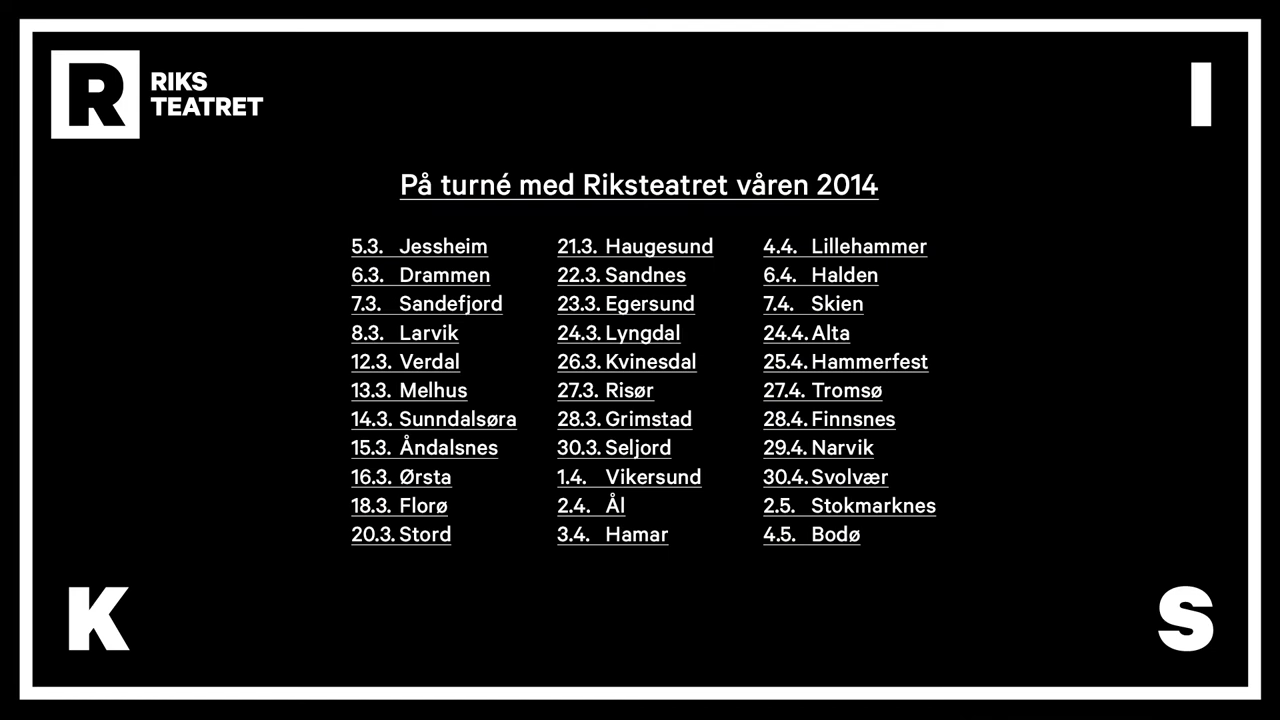 R
RIKS
TEATRET
I
På turné med Riksteatret våren 2014
5.3. Jessheim
6.3. Drammen
7.3. Sandefjord
8.3. Larvik
12.3. Verdal
13.3. Melhus
14.3. Sunndalsøra
15.3. Åndalsnes
16.3. Ørsta
18.3. Florø
20.3. Stord
21.3. Haugesund
22.3. Sandnes
23.3. Egersund
24.3. Lyngdal
26.3. Kvinesdal
27.3. Risør
28.3. Grimstad
30.3. Seljord
1.4. Vikersund
2.4. Ål
3.4. Hamar
4.4. Lillehammer
6.4. Halden
7.4. Skien
24.4. Alta
25.4. Hammerfest
27.4. Tromsø
28.4. Finnsnes
29.4. Narvik
30.4. Svolvær
2.5. Stokmarknes
4.5. Bodø
K
S